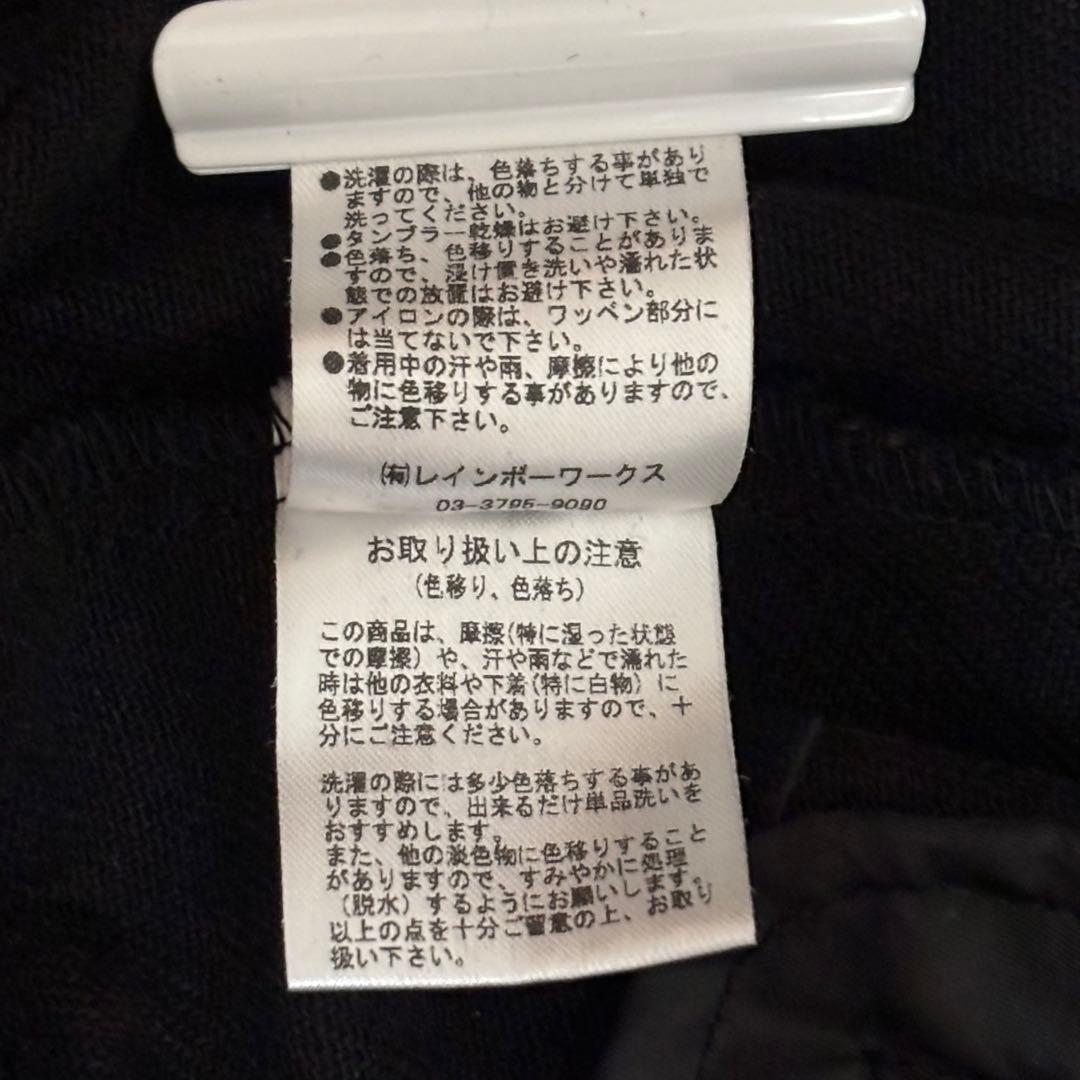 ●洗濯の際は、色落ちする事があり
ますので、他の物と分けて単独で
洗ってください。
●タンブラー乾燥はお避け下さい。
●色落ち、色移りすることがありま
すので、浸け置き洗いや濡れた状
態での放置はお避け下さい。
●アイロンの際は、ワッペン部分に
は当てないで下さい。
●着用中の汗や雨、摩擦により他の
物に色移りする事がありますので、
ご注意下さい。
㈲レインボーワークス
03-3795-9090
お取り扱い上の注意
(色移り、色落ち)
この商品は、摩擦(特に湿った状態
での摩擦)や、汗や雨などで濡れた
時は他の衣料や下着(特に白物)に
色移りする場合がありますので、十
分にご注意ください。
洗濯の際には多少色落ちする事があ
りますので、出来るだけ単品洗いを
おすすめします。
また、他の淡色物に色移りすること
がありますので、すみやかに処理
(脱水)するようにお願いします。
以上の点を十分ご留意の上、お取り
扱い下さい。